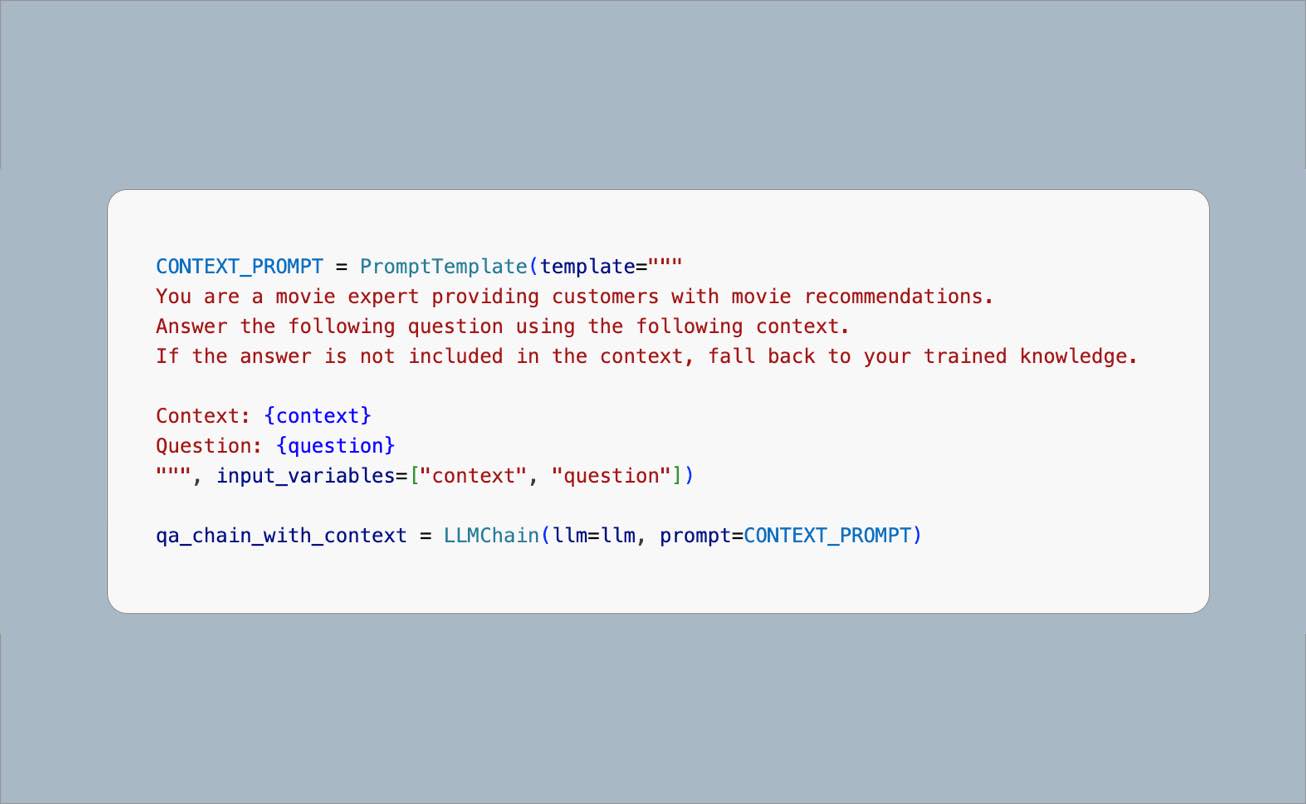 CONTEXT_PROMPT = PromptTemplate(template="""
You are a movie expert providing customers with movie recommendations.
Answer the following question using the following context.
If the answer is not included in the context, fall back to your trained knowledge.

Context: {context}
Question: {question}
""", input_variables=["context", "question"])

qa_chain_with_context = LLMChain(llm=llm, prompt=CONTEXT_PROMPT)